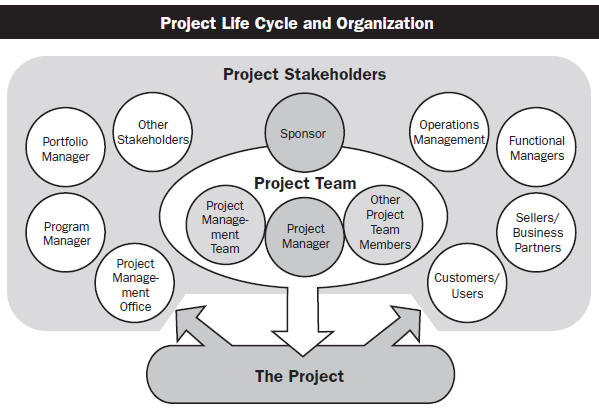 Project Life Cycle and Organization
Project Stakeholders
Portfolio
Manager
Other
Stakeholders
Sponsor
Operations
Management
Functional
Managers
Project Team
Program
Manager
Project
Manage-
ment
Team
Project
Manager
Other
Project
Team
Members
Sellers/
Business
Partners
Project
Manage-
ment
Office
Customers/
Users
The Project